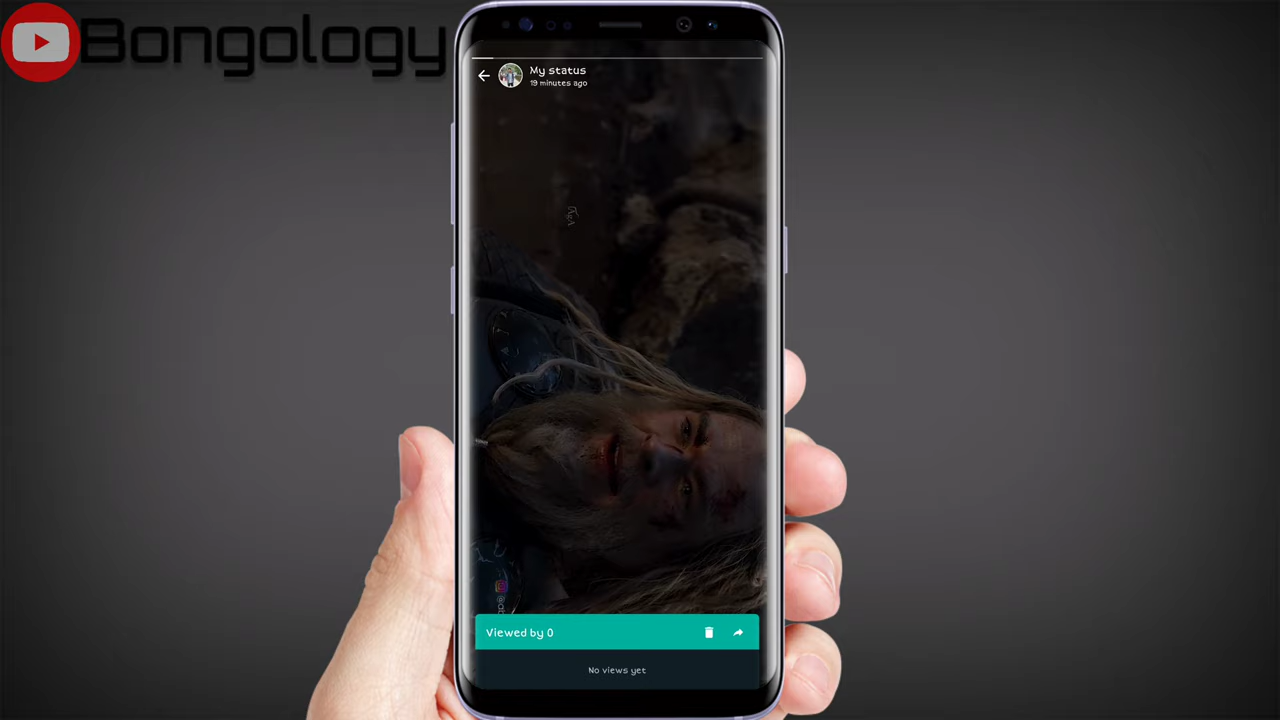 Bongology
My status
19 minutes ago
Viewed by 0
No views yet